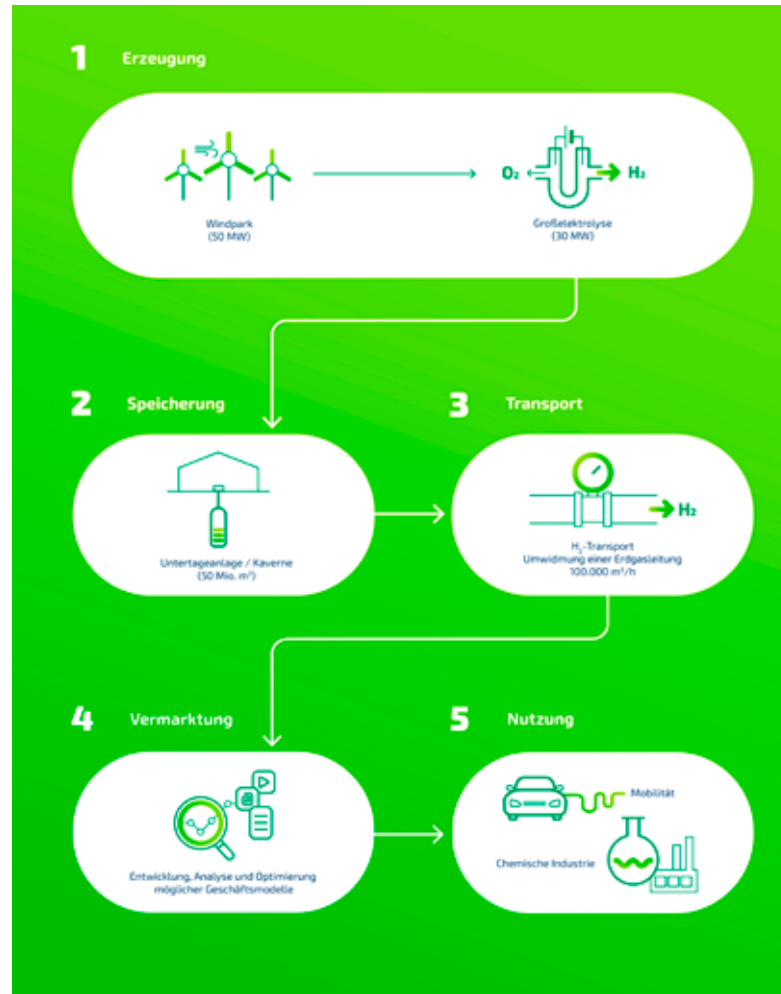 1 Erzeugung
O₂
H₂
Windpark
(50 MW)
Großelektrolyse
(30 MW)
2 Speicherung
Untertageanlage / Kaverne
(50 Mio. m³)
3 Transport
H₂
H₂-Transport
Umwidmung einer Erdgasleitung
100.000 m³/h
4 Vermarktung
Entwicklung, Analyse und Optimierung
möglicher Geschäftsmodelle
5 Nutzung
Mobilität
Chemische Industrie